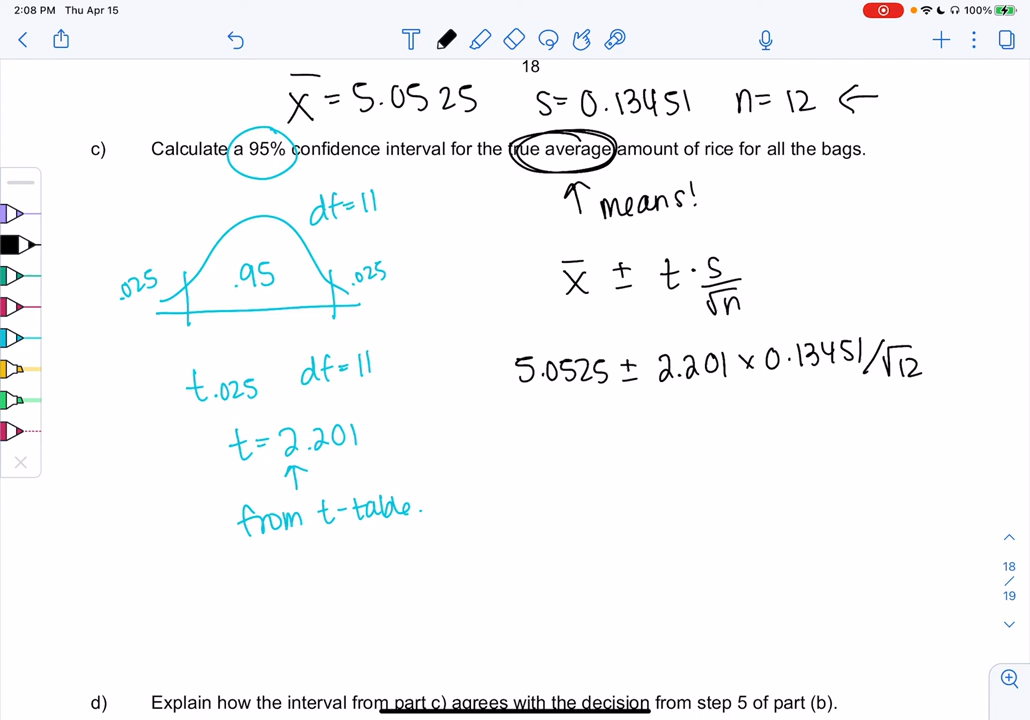 2:08 PM Thu Apr 15
100%
18
x̄ = 5.0525 s= 0.13451 n= 12 ←
c) Calculate a 95% confidence interval for the true average amount of rice for all the bags.
df=11
↑ means!
.025 .95 .025
x̄ ± t · s/√n
5.0525 ± 2.201 × 0.13451/√12
t.025 df=11
t= 2.201
↑
from t-table.
18
/
19
d) Explain how the interval from part c) agrees with the decision from step 5 of part (b).